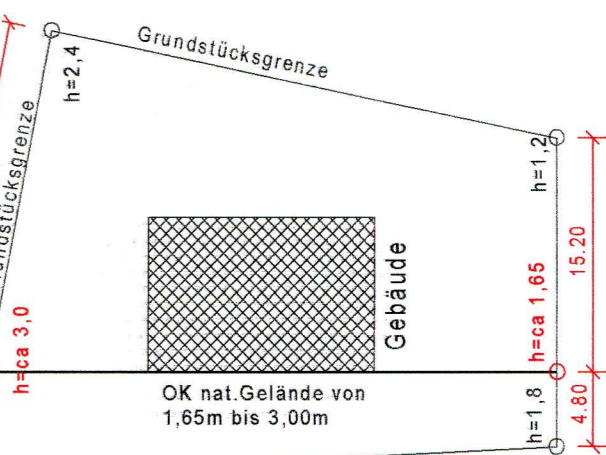 Grundstücksgrenze
h=2,4
ndstücksgrenze
h=1,2
15.20
Gebäude
h=ca 1,65
h=ca 3,0
OK nat.Gelände von
1,65m bis 3,00m
h=1,8
4.80